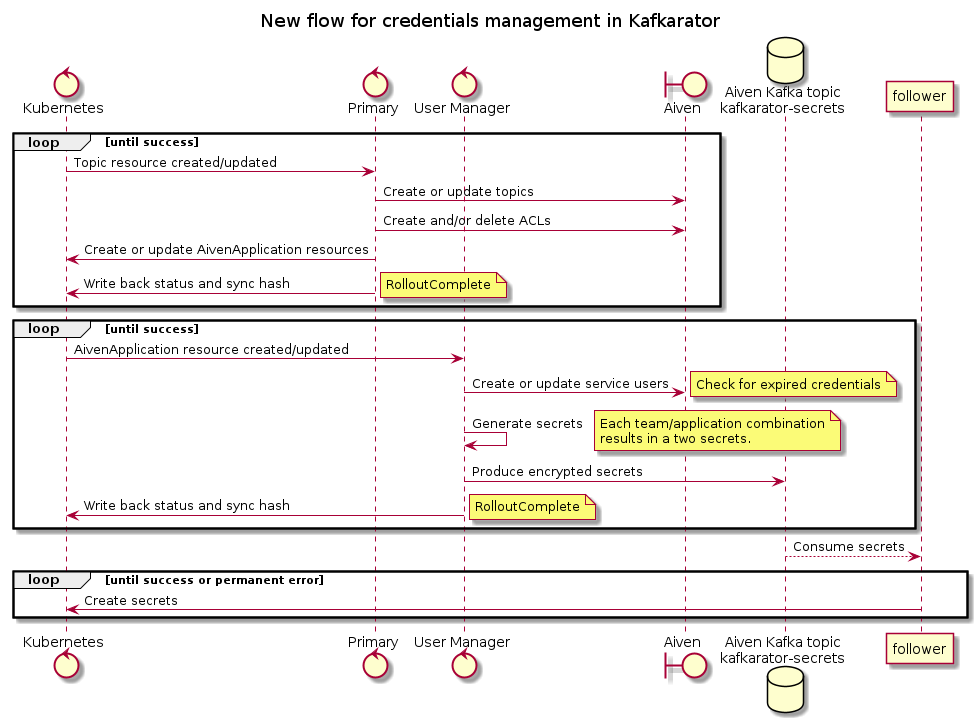 New flow for credentials management in Kafkarator
Kubernetes
Primary
User Manager
Aiven
Aiven Kafka topic
kafkarator-secrets
follower
loop
[until success]
Topic resource created/updated
Create or update topics
Create and/or delete ACLs
Create or update AivenApplication resources
Write back status and sync hash
RolloutComplete
loop
[until success]
AivenApplication resource created/updated
Create or update service users
Check for expired credentials
Generate secrets
Each team/application combination
results in a two secrets.
Produce encrypted secrets
Write back status and sync hash
RolloutComplete
Consume secrets
loop
[until success or permanent error]
Create secrets
Kubernetes
Primary
User Manager
Aiven
Aiven Kafka topic
kafkarator-secrets
follower